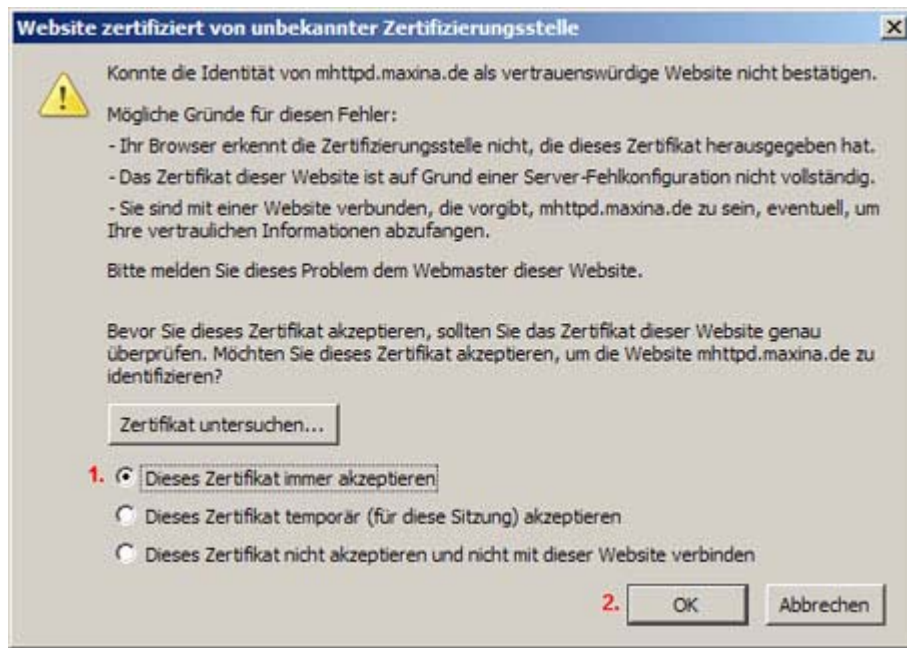 Website zertifiziert von unbekannter Zertifizierungsstelle
Konnte die Identität von mhttpd.maxina.de als vertrauenswürdige Website nicht bestätigen.
Mögliche Gründe für diesen Fehler:
- Ihr Browser erkennt die Zertifizierungsstelle nicht, die dieses Zertifikat herausgegeben hat.
- Das Zertifikat dieser Website ist auf Grund einer Server-Fehlkonfiguration nicht vollständig.
- Sie sind mit einer Website verbunden, die vorgibt, mhttpd.maxina.de zu sein, eventuell, um
Ihre vertraulichen Informationen abzufangen.
Bitte melden Sie dieses Problem dem Webmaster dieser Website.
Bevor Sie dieses Zertifikat akzeptieren, sollten Sie das Zertifikat dieser Website genau
überprüfen. Möchten Sie dieses Zertifikat akzeptieren, um die Website mhttpd.maxina.de zu
identifizieren?
Zertifikat untersuchen...
1. Dieses Zertifikat immer akzeptieren
Dieses Zertifikat temporär (für diese Sitzung) akzeptieren
Dieses Zertifikat nicht akzeptieren und nicht mit dieser Website verbinden
2. OK Abbrechen